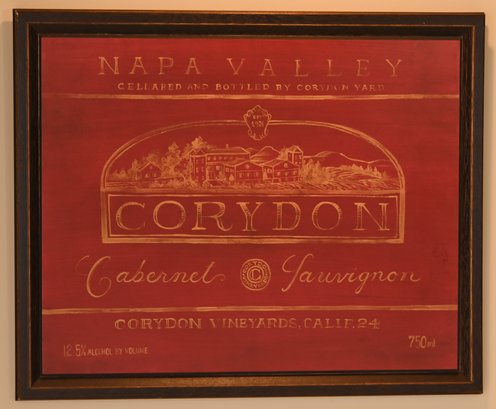 NAPA VALLEY
CELLARED AND BOTTLED BY CORYDON YARD
CORYDON
Cabernet Sauvignon
CORYDON VINEYARDS, CALIF. 24
12.5% ALCOHOL BY VOLUME
750ml